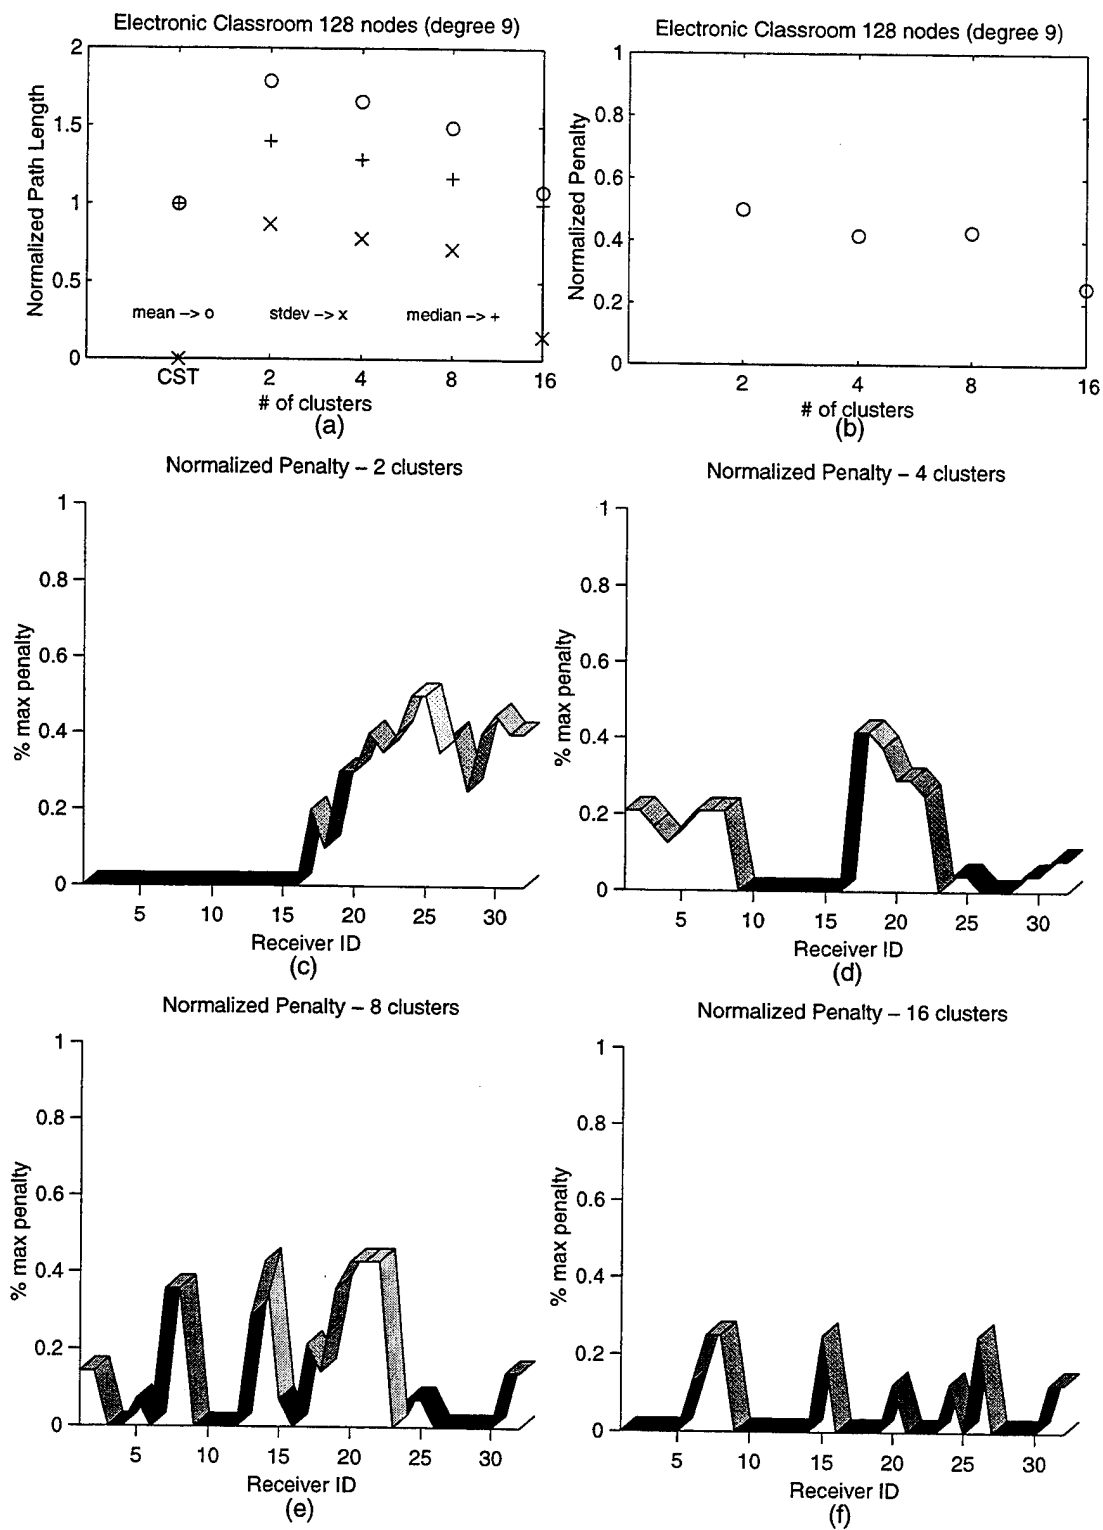 Electronic Classroom 128 nodes (degree 9)
Normalized Path Length
2
1.5
1
0.5
0
mean –> o
stdev –> x
median –> +
CST
2
4
8
16
# of clusters
(a)
Electronic Classroom 128 nodes (degree 9)
Normalized Penalty
1
0.8
0.6
0.4
0.2
0
2
4
8
16
# of clusters
(b)
Normalized Penalty – 2 clusters
% max penalty
1
0.8
0.6
0.4
0.2
0
5
10
15
20
25
30
Receiver ID
(c)
Normalized Penalty – 4 clusters
% max penalty
1
0.8
0.6
0.4
0.2
0
5
10
15
20
25
30
Receiver ID
(d)
Normalized Penalty – 8 clusters
% max penalty
1
0.8
0.6
0.4
0.2
0
5
10
15
20
25
30
Receiver ID
(e)
Normalized Penalty – 16 clusters
% max penalty
1
0.8
0.6
0.4
0.2
0
5
10
15
20
25
30
Receiver ID
(f)